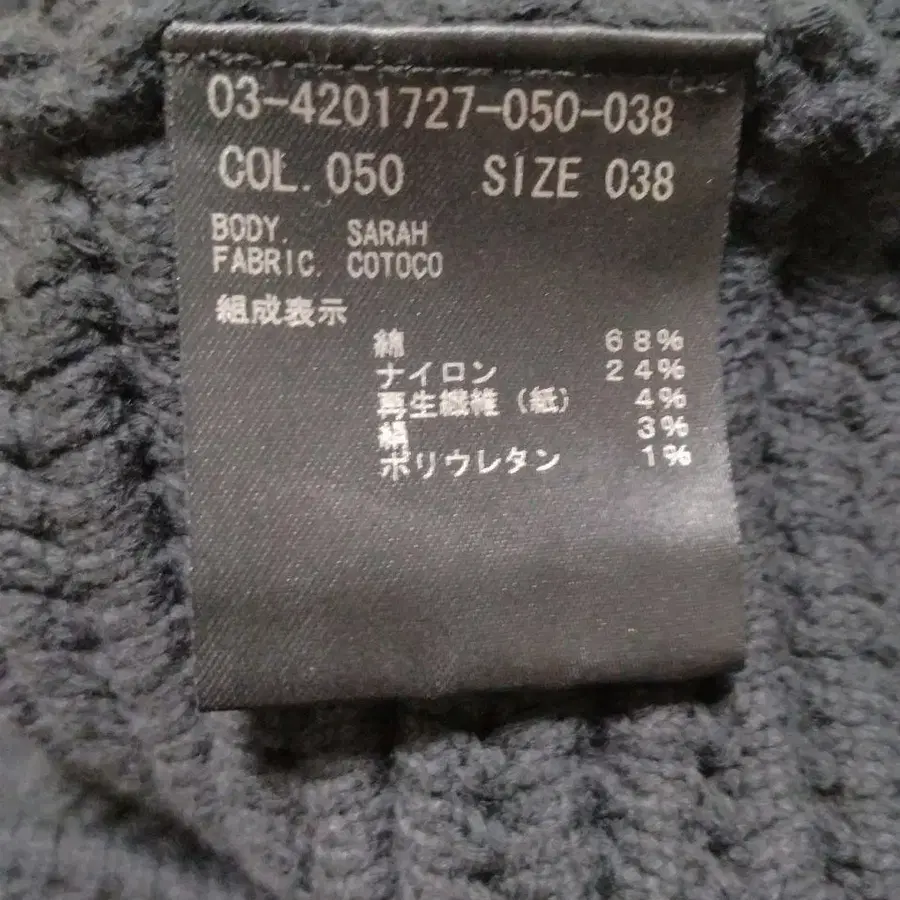 03-4201727-050-038
COL. 050 SIZE 038
BODY. SARAH
FABRIC. COTOCO
組成表示
綿 68%
ナイロン 24%
再生繊維(紙) 4%
絹 3%
ポリウレタン 1%